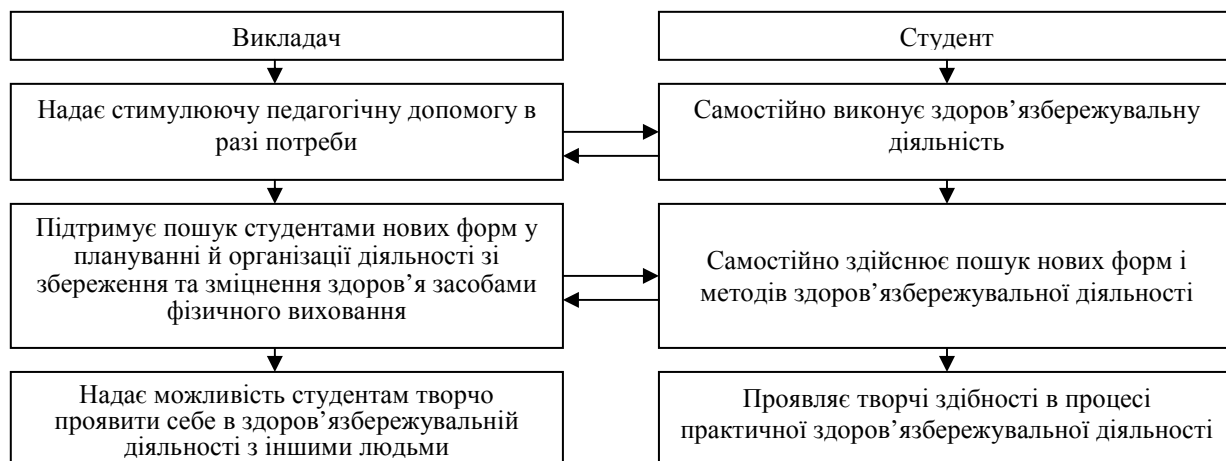 Викладач
Студент
Надає стимулюючу педагогічну допомогу в
разі потреби
Самостійно виконує здоров’язбережувальну
діяльність
Підтримує пошук студентами нових форм у
плануванні й організації діяльності зі
збереження та зміцнення здоров’я засобами
фізичного виховання
Самостійно здійснює пошук нових форм і
методів здоров’язбережувальної діяльності
Надає можливість студентам творчо
проявити себе в здоров’язбережувальній
діяльності з іншими людьми
Проявляє творчі здібності в процесі
практичної здоров’язбережувальної діяльності